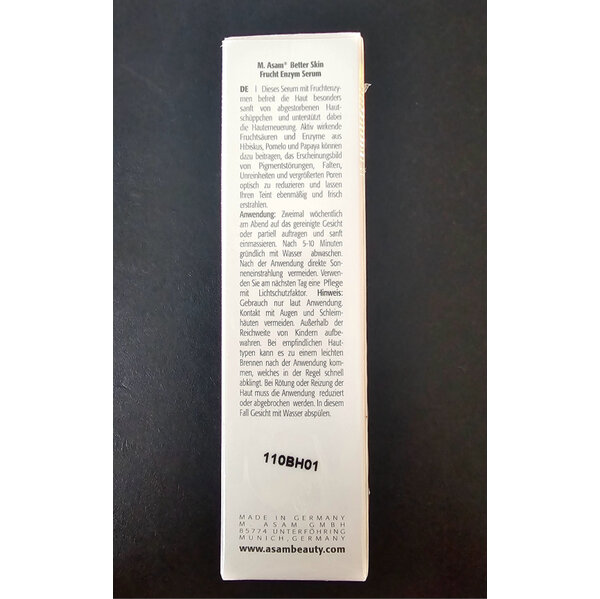 M. Asam® Better Skin
Frucht Enzym Serum
DE | Dieses Serum mit Fruchtenzy-
men befreit die Haut besonders
sanft von abgestorbenen Haut-
schüppchen und unterstützt dabei
die Hauterneuerung. Aktiv wirkende
Fruchtsäuren und Enzyme aus
Hibiskus, Pomelo und Papaya können
dazu beitragen, das Erscheinungsbild
von Pigmentstörungen, Falten,
Unreinheiten und vergrößerten Poren
optisch zu reduzieren und lassen
Ihren Teint ebenmäßig und frisch
erstrahlen.
Anwendung: Zweimal wöchentlich
am Abend auf das gereinigte Gesicht
oder partiell auftragen und sanft
einmassieren. Nach 5-10 Minuten
gründlich mit Wasser abwaschen.
Nach der Anwendung direkte Son-
neneinstrahlung vermeiden. Verwen-
den Sie am nächsten Tag eine Pflege
mit Lichtschutzfaktor. Hinweis:
Gebrauch nur laut Anwendung.
Kontakt mit Augen und Schleim-
häuten vermeiden. Außerhalb der
Reichweite von Kindern aufbe-
wahren. Bei empfindlichen Haut-
typen kann es zu einem leichten
Brennen nach der Anwendung kom-
men, welches in der Regel schnell
abklingt. Bei Rötung oder Reizung der
Haut muss die Anwendung reduziert
oder abgebrochen werden. In diesem
Fall Gesicht mit Wasser abspülen.
110BH01
MADE IN GERMANY
M. ASAM GMBH
85774 UNTERFÖHRING
MUNICH, GERMANY
www.asambeauty.com